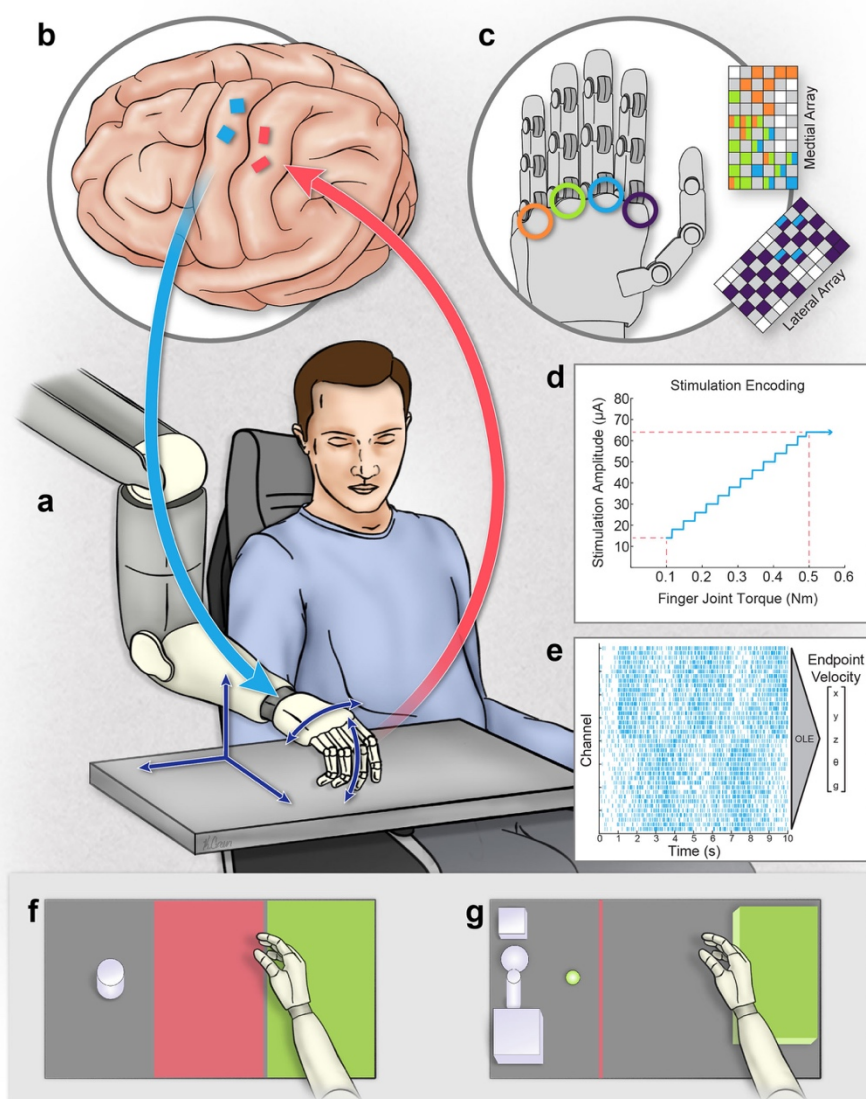 b
c
Medtial Array
Lateral Array
a
d
Stimulation Encoding
Stimulation Amplitude (µA)
80
70
60
50
40
30
20
10
0.1 0.2 0.3 0.4 0.5 0.6
Finger Joint Torque (Nm)
e
Endpoint
Velocity
Channel
OLE
x
y
z
θ
g
0 1 2 3 4 5 6 7 8 9 10
Time (s)
K.Green
f
g